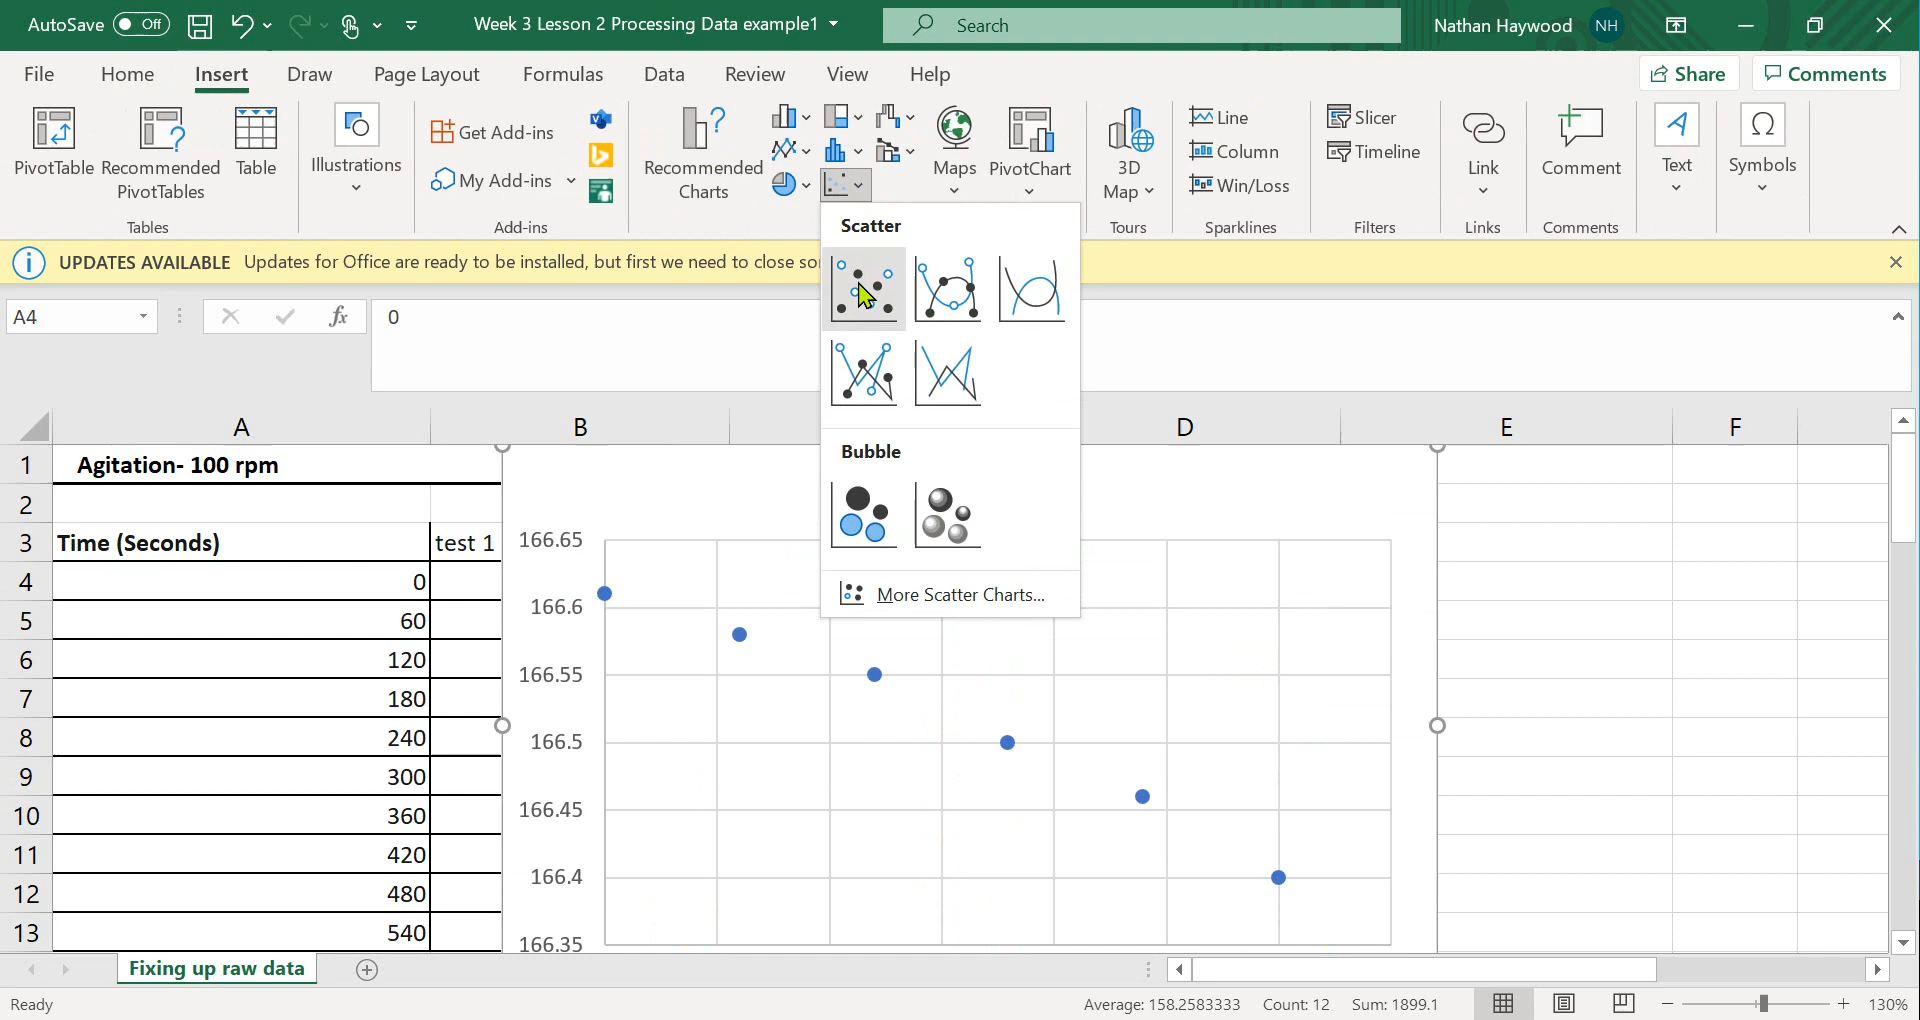 AutoSave Off Week 3 Lesson 2 Processing Data example1 Search Nathan Haywood NH
File Home Insert Draw Page Layout Formulas Data Review View Help Share Comments
PivotTable Recommended PivotTables Table
Tables
Illustrations
Get Add-ins
My Add-ins
Add-ins
Recommended Charts
Maps PivotChart
3D Map
Tours
Line
Column
Win/Loss
Sparklines
Slicer
Timeline
Filters
Link
Links
Comment
Comments
Text
Symbols
UPDATES AVAILABLE Updates for Office are ready to be installed, but first we need to close so
Scatter
Bubble
More Scatter Charts...
A4 fx 0
A B D E F
1 Agitation- 100 rpm
2
3 Time (Seconds) test 1
4 0
5 60
6 120
7 180
8 240
9 300
10 360
11 420
12 480
13 540
166.65
166.6
166.55
166.5
166.45
166.4
166.35
Fixing up raw data
Ready Average: 158.2583333 Count: 12 Sum: 1899.1 130%